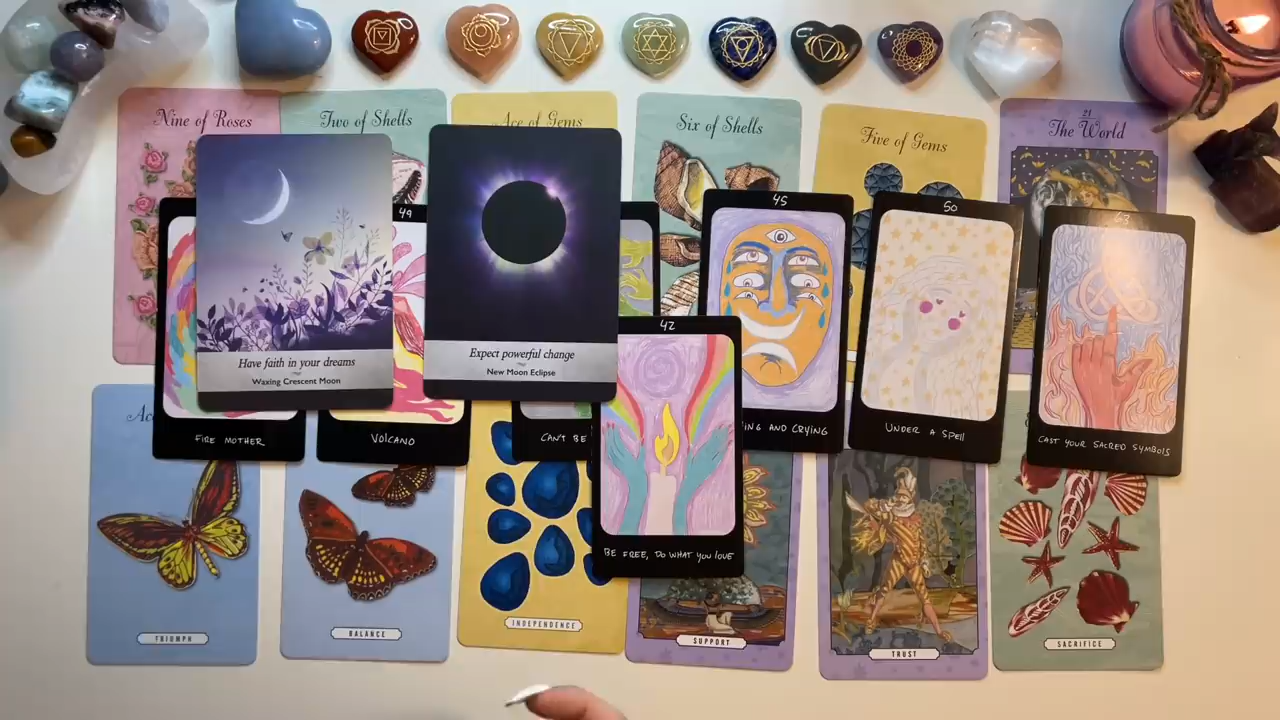 Nine of Roses
Two of Shells
Ace of Gems
Six of Shells
Five of Gems
21
The World
49
45
50
Have faith in your dreams
Waxing Crescent Moon
Expect powerful change
New Moon Eclipse
42
FIRE MOTHER
VOLCANO
CAN'T BE
AND CRYING
UNDER A SPELL
CAST YOUR SACRED SYMBOLS
BE FREE, DO WHAT YOU LOVE
TRIUMPH
BALANCE
INDEPENDENCE
SUPPORT
TRUST
SACRIFICE